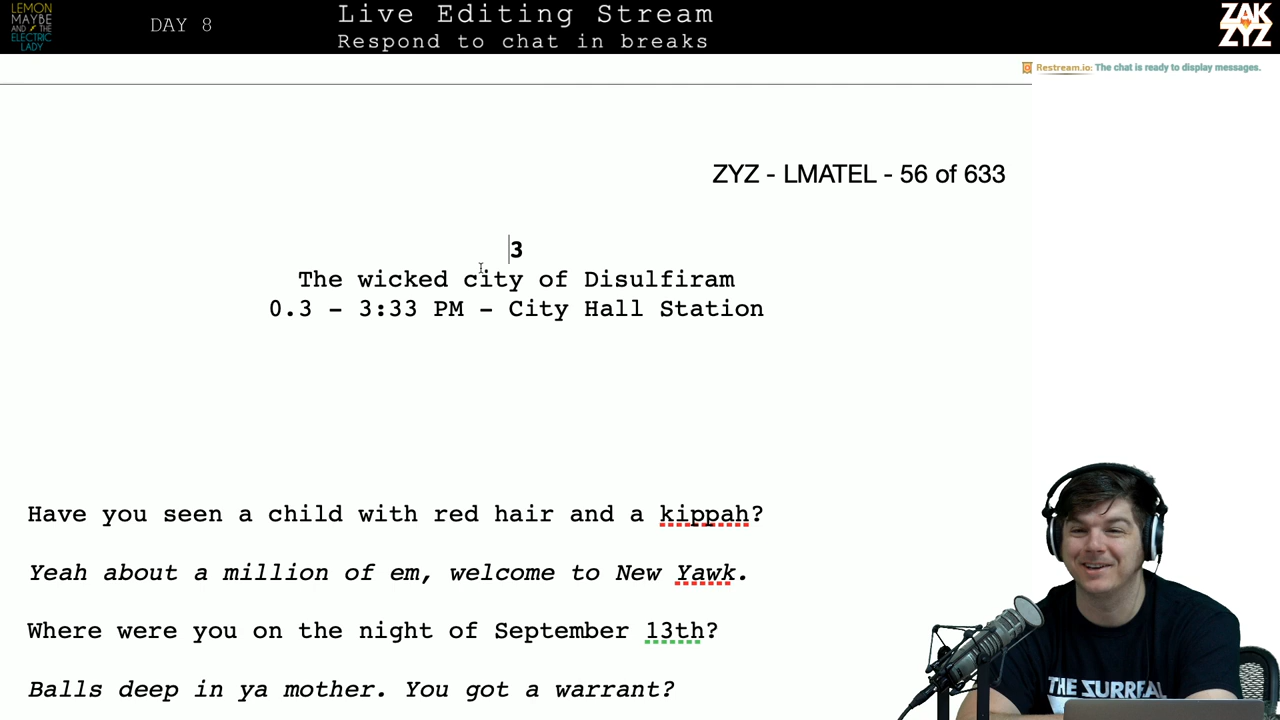 LEMON
MAYBE
AND THE
ELECTRIC
LADY
DAY 8
Live Editing Stream
Respond to chat in breaks
ZAK
ZYZ
Restream.io: The chat is ready to display messages.
ZYZ - LMATEL - 56 of 633
3
The wicked city of Disulfiram
0.3 - 3:33 PM - City Hall Station
Have you seen a child with red hair and a kippah?
Yeah about a million of em, welcome to New Yawk.
Where were you on the night of September 13th?
Balls deep in ya mother. You got a warrant?
THE SURREAL